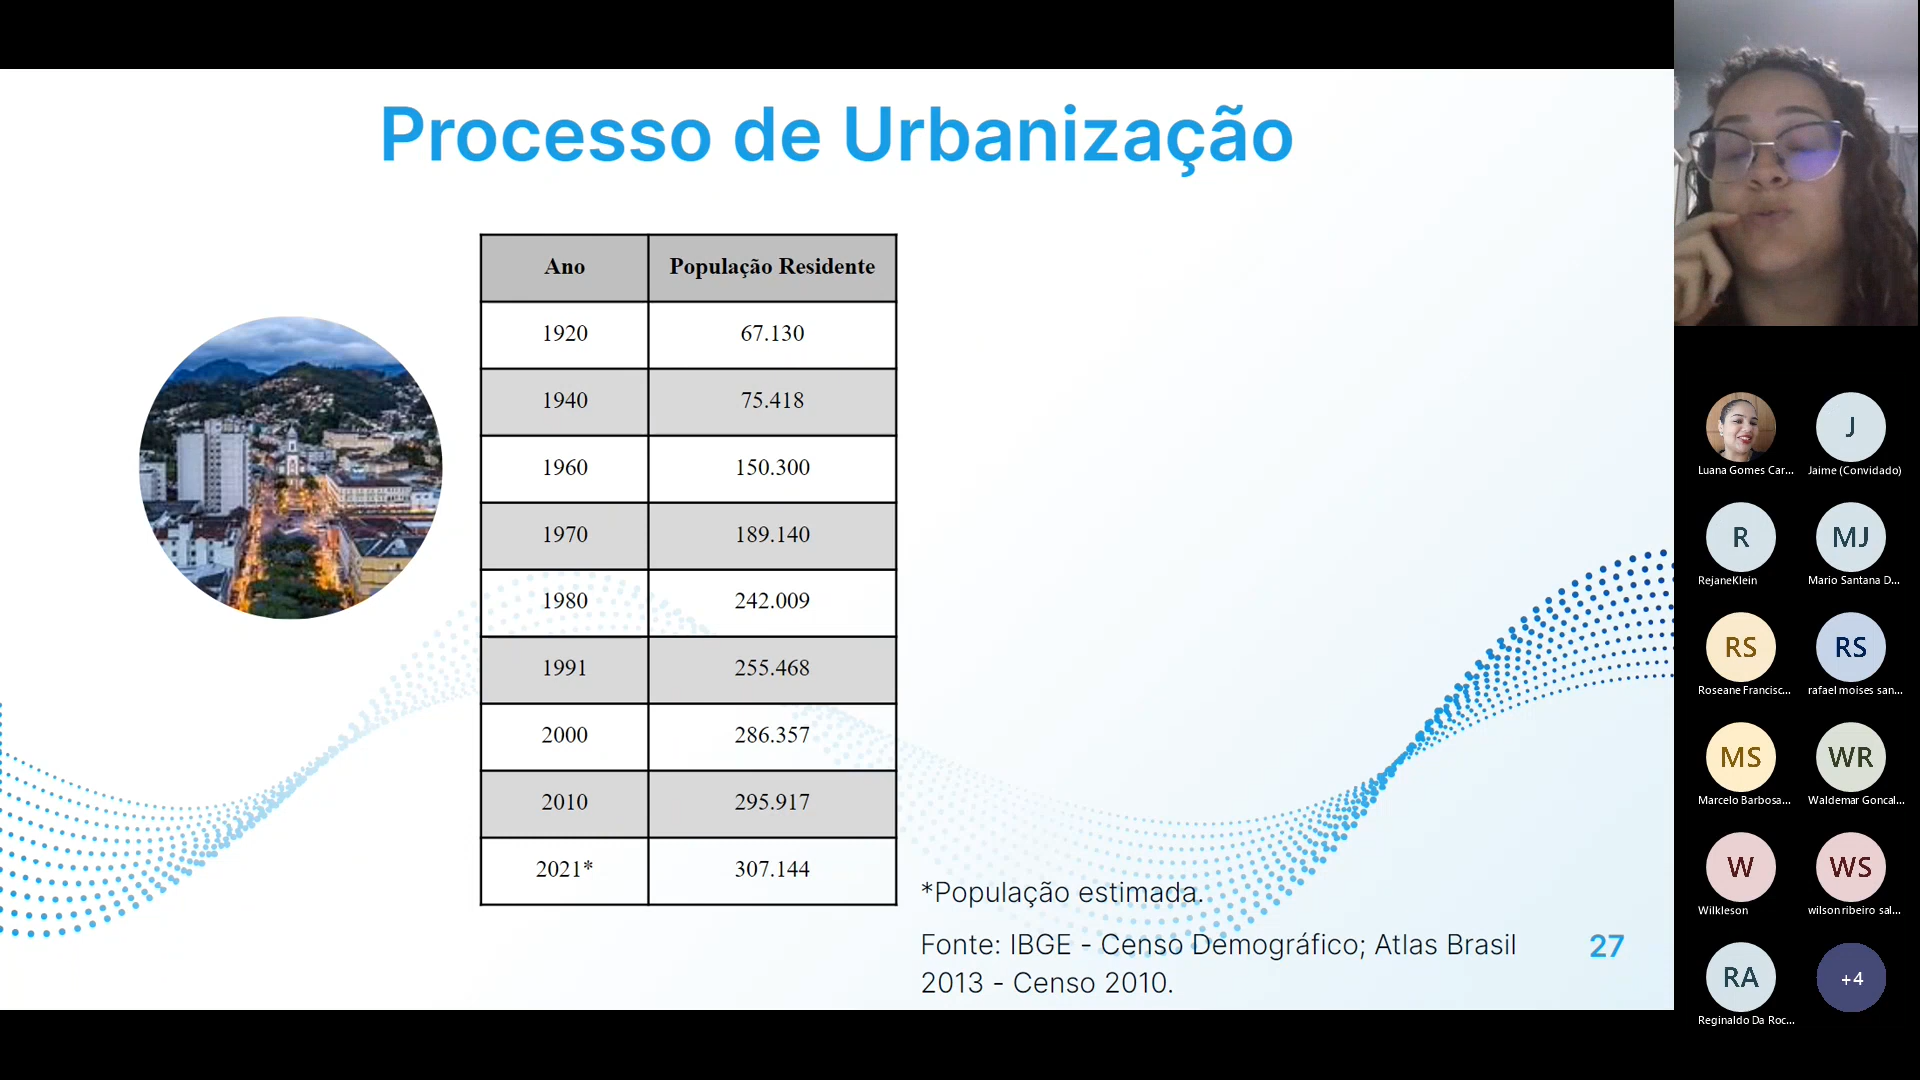 Processo de Urbanização
Ano População Residente
1920 67.130
1940 75.418
1960 150.300
1970 189.140
1980 242.009
1991 255.468
2000 286.357
2010 295.917
2021* 307.144
*População estimada.
Fonte: IBGE - Censo Demográfico; Atlas Brasil
2013 - Censo 2010.
27
Luana Gomes Car...
J
Jaime (Convidado)
R
RejaneKlein
MJ
Mario Santana D...
RS
Roseane Francisc...
RS
rafael moises san...
MS
Marcelo Barbosa...
WR
Waldemar Goncal...
W
Wilkleson
WS
wilson ribeiro sal...
RA
Reginaldo Da Roc...
+4